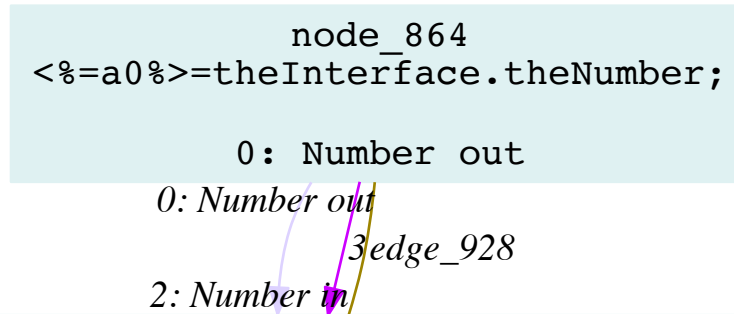 node_864
<%=a0%>=theInterface.theNumber;
0: Number out
0: Number out
3edge_928
2: Number in